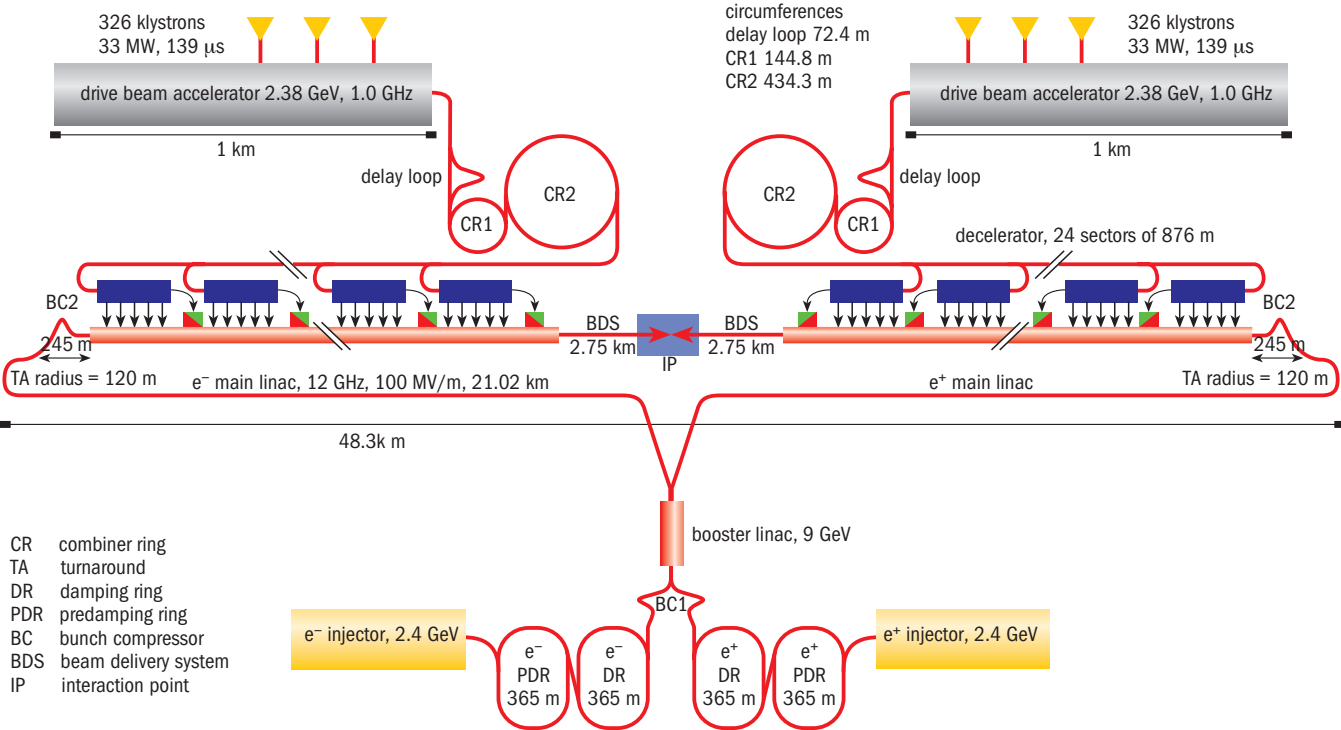 326 klystrons
33 MW, 139 μs
circumferences
delay loop 72.4 m
CR1 144.8 m
CR2 434.3 m
326 klystrons
33 MW, 139 μs
drive beam accelerator 2.38 GeV, 1.0 GHz
drive beam accelerator 2.38 GeV, 1.0 GHz
1 km
1 km
delay loop
CR2
CR1
CR2
CR1
delay loop
decelerator, 24 sectors of 876 m
BC2
BC2
BDS
2.75 km
IP
BDS
2.75 km
245 m
245 m
TA radius = 120 m
e⁻ main linac, 12 GHz, 100 MV/m, 21.02 km
e⁺ main linac
TA radius = 120 m
48.3k m
booster linac, 9 GeV
CR combiner ring
TA turnaround
DR damping ring
PDR predamping ring
BC bunch compressor
BDS beam delivery system
IP interaction point
BC1
e⁻ injector, 2.4 GeV
e⁻
PDR
365 m
e⁻
DR
365 m
e⁺
DR
365 m
e⁺
PDR
365 m
e⁺ injector, 2.4 GeV